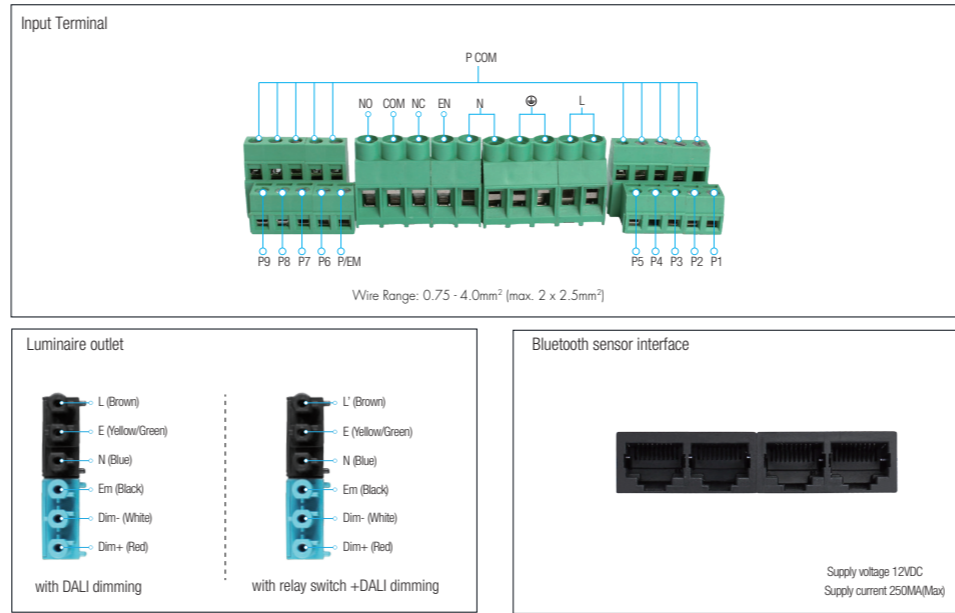 Input Terminal
P COM
NO COM NC EN N L
P9 P8 P7 P6 P/EM P5 P4 P3 P2 P1
Wire Range: 0.75 - 4.0mm² (max. 2 x 2.5mm²)
Luminaire outlet
L (Brown)
E (Yellow/Green)
N (Blue)
Em (Black)
Dim- (White)
Dim+ (Red)
with DALI dimming
L' (Brown)
E (Yellow/Green)
N (Blue)
Em (Black)
Dim- (White)
Dim+ (Red)
with relay switch +DALI dimming
Bluetooth sensor interface
Supply voltage 12VDC
Supply current 250MA(Max)